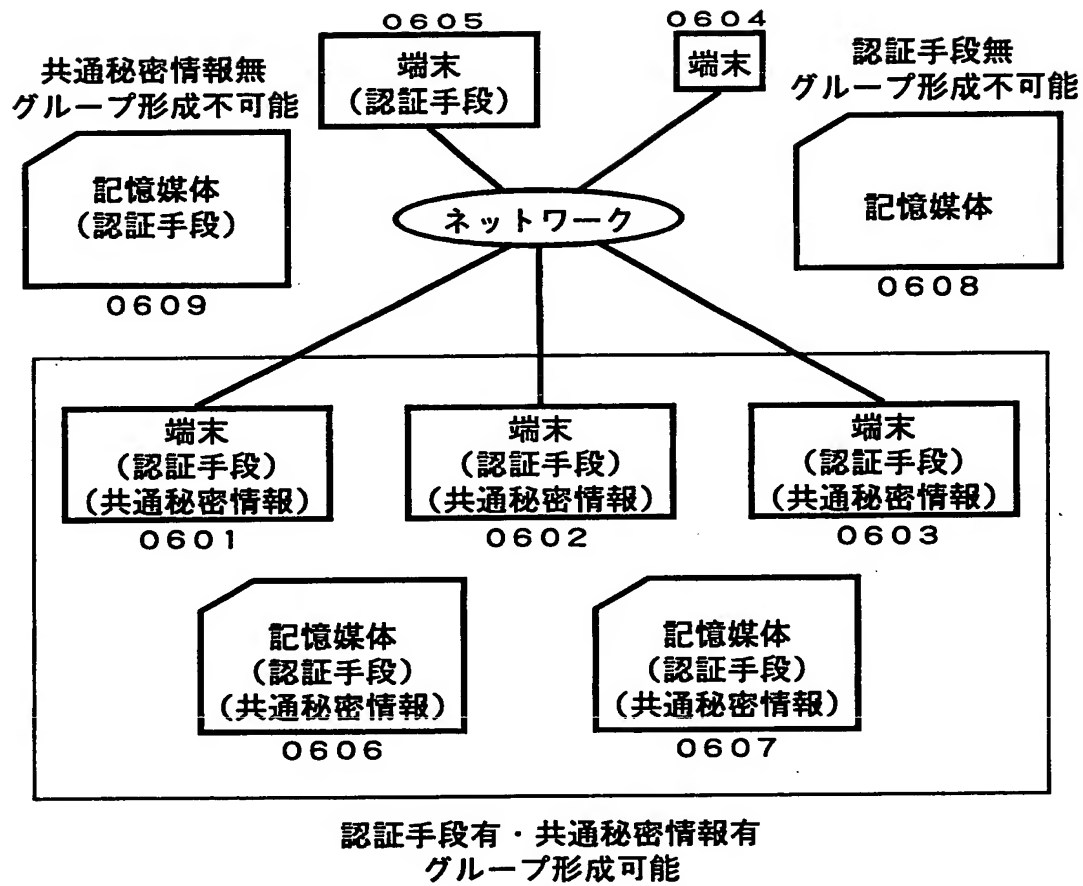 0605
0604
端末
(認証手段)
端末
共通秘密情報無
グループ形成不可能
認証手段無
グループ形成不可能
記憶媒体
(認証手段)
ネットワーク
記憶媒体
0609
0608
端末
(認証手段)
(共通秘密情報)
0601
端末
(認証手段)
(共通秘密情報)
0602
端末
(認証手段)
(共通秘密情報)
0603
記憶媒体
(認証手段)
(共通秘密情報)
0606
記憶媒体
(認証手段)
(共通秘密情報)
0607
認証手段有・共通秘密情報有
グループ形成可能